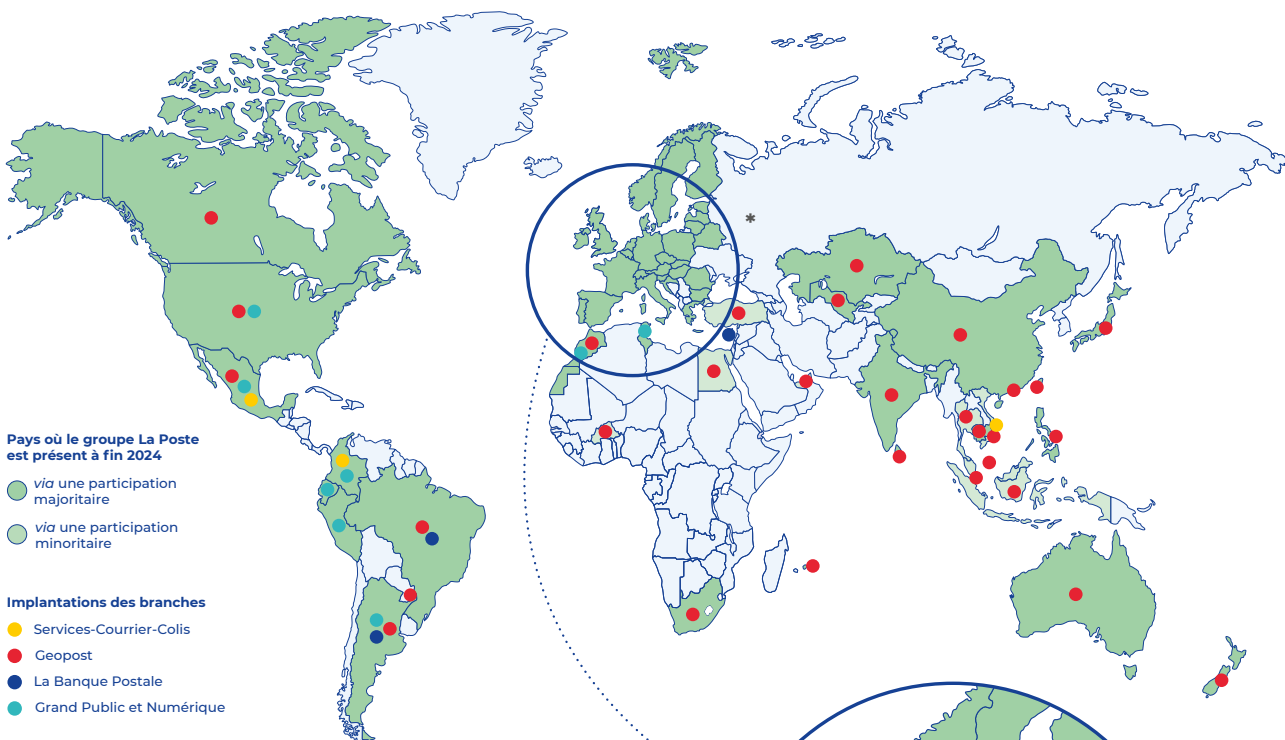 *
Pays où le groupe La Poste
est présent à fin 2024
via une participation
majoritaire
via une participation
minoritaire
Implantations des branches
Services-Courrier-Colis
Geopost
La Banque Postale
Grand Public et Numérique